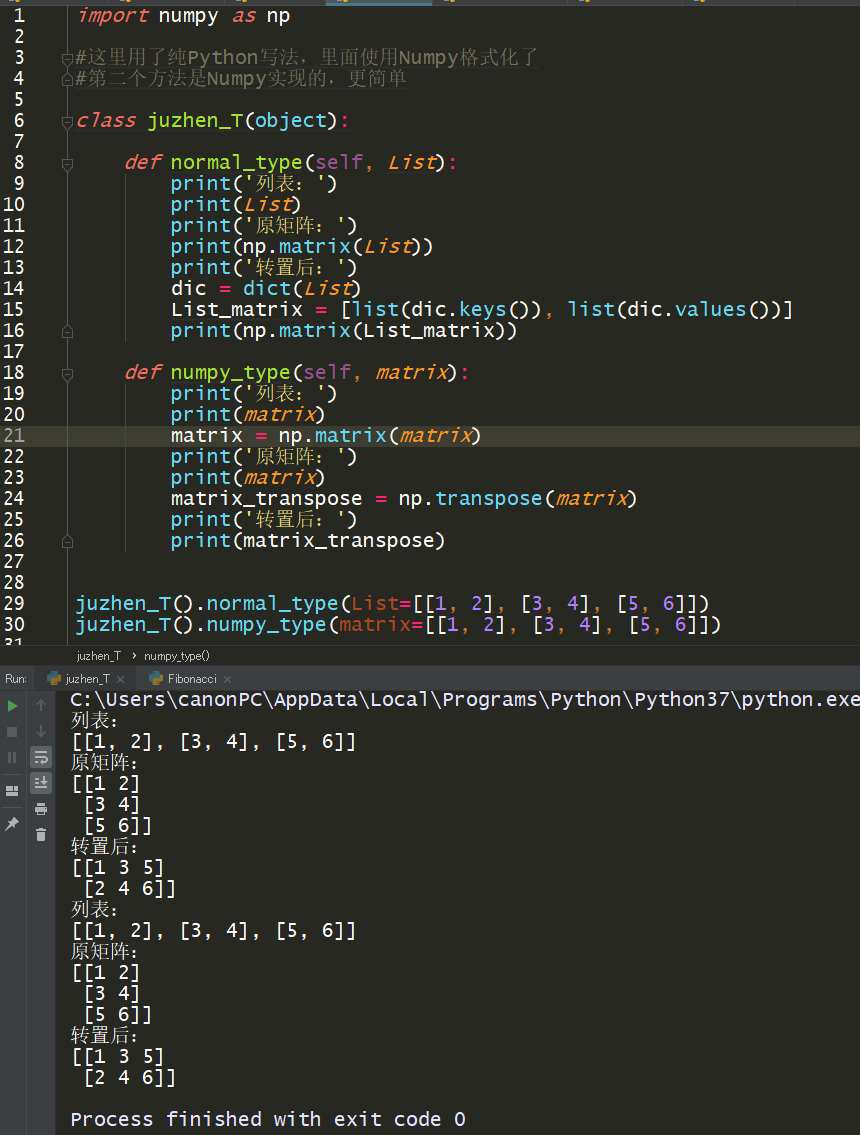 1 import numpy as np
2
3 #这里用了纯Python写法，里面使用Numpy格式化了
4 #第二个方法是Numpy实现的，更简单
5
6 class juzhen_T(object):
7
8 def normal_type(self, List):
9 print('列表：')
10 print(List)
11 print('原矩阵：')
12 print(np.matrix(List))
13 print('转置后：')
14 dic = dict(List)
15 List_matrix = [list(dic.keys()), list(dic.values())]
16 print(np.matrix(List_matrix))
17
18 def numpy_type(self, matrix):
19 print('列表：')
20 print(matrix)
21 matrix = np.matrix(matrix)
22 print('原矩阵：')
23 print(matrix)
24 matrix_transpose = np.transpose(matrix)
25 print('转置后：')
26 print(matrix_transpose)
27
28
29 juzhen_T().normal_type(List=[[1, 2], [3, 4], [5, 6]])
30 juzhen_T().numpy_type(matrix=[[1, 2], [3, 4], [5, 6]])
31
juzhen_T › numpy_type()
Run: juzhen_T × Fibonacci ×
C:\Users\canonPC\AppData\Local\Programs\Python\Python37\python.exe
列表：
[[1, 2], [3, 4], [5, 6]]
原矩阵：
[[1 2]
 [3 4]
 [5 6]]
转置后：
[[1 3 5]
 [2 4 6]]
列表：
[[1, 2], [3, 4], [5, 6]]
原矩阵：
[[1 2]
 [3 4]
 [5 6]]
转置后：
[[1 3 5]
 [2 4 6]]
Process finished with exit code 0